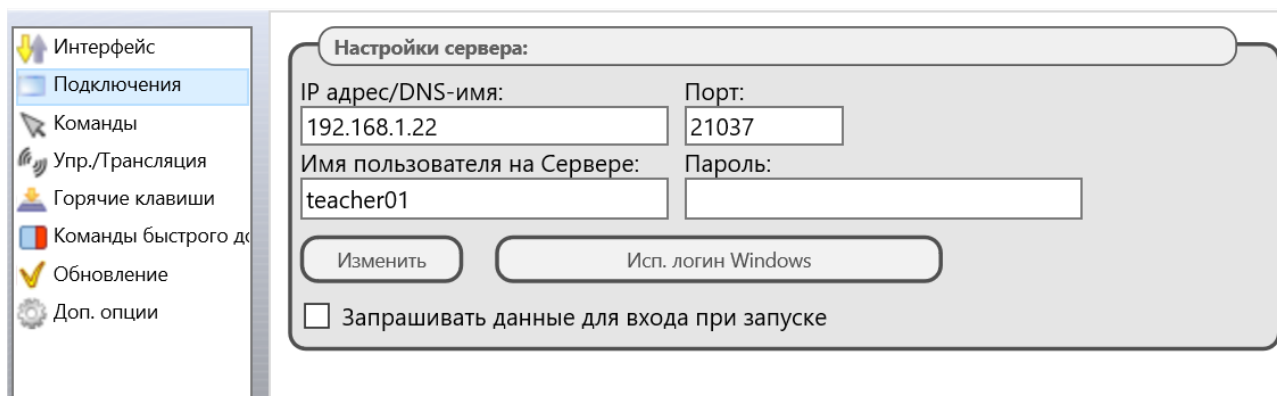 Интерфейс
Подключения
Команды
Упр./Трансляция
Горячие клавиши
Команды быстрого до
Обновление
Доп. опции
Настройки сервера:
IP адрес/DNS-имя: Порт:
192.168.1.22 21037
Имя пользователя на Сервере: Пароль:
teacher01
Изменить Исп. логин Windows
Запрашивать данные для входа при запуске